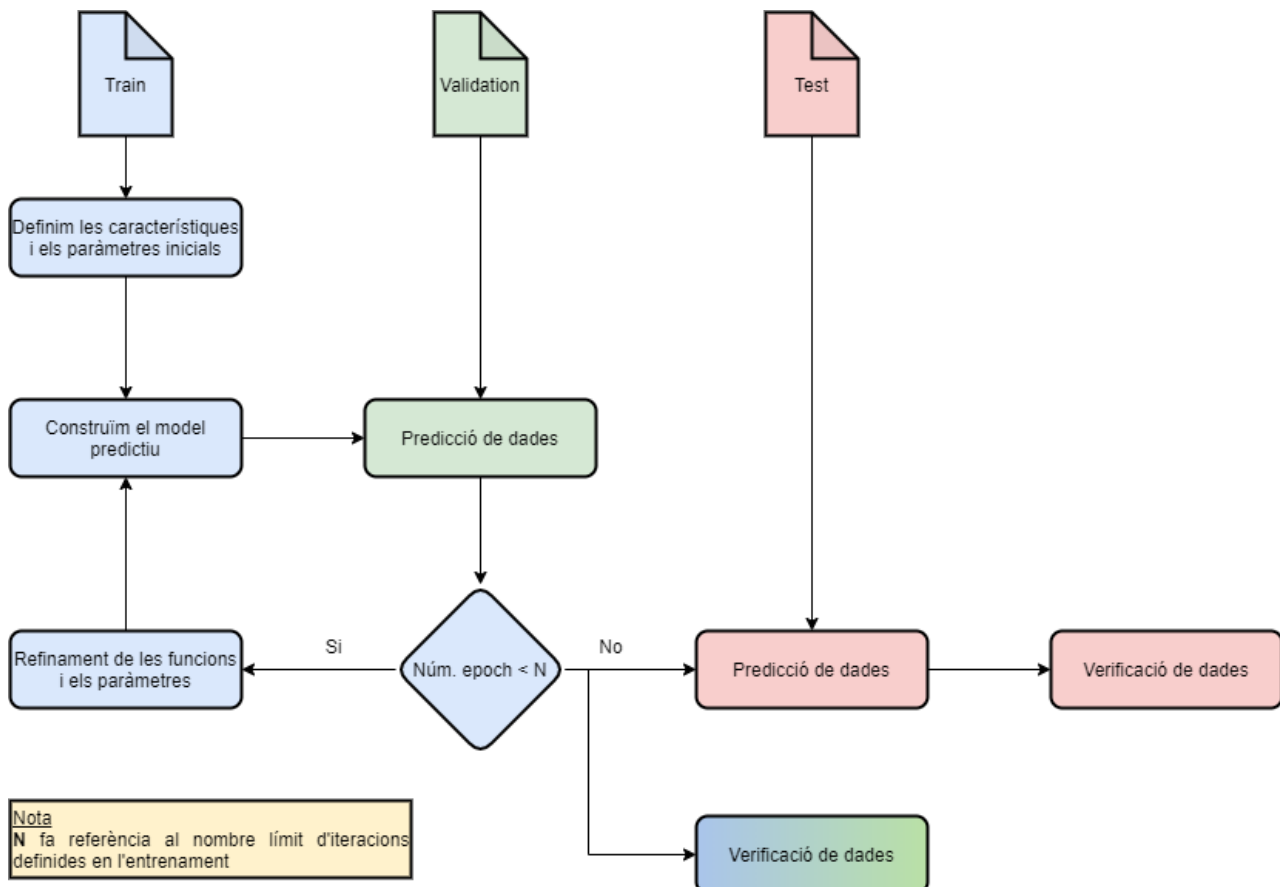 Train
Validation
Test
Definim les característiques
i els paràmetres inicials
Construïm el model
predictiu
Predicció de dades
Si
No
Refinament de les funcions
i els paràmetres
Núm. epoch < N
Predicció de dades
Verificació de dades
Nota
N fa referència al nombre límit d'iteracions
definides en l'entrenament
Verificació de dades